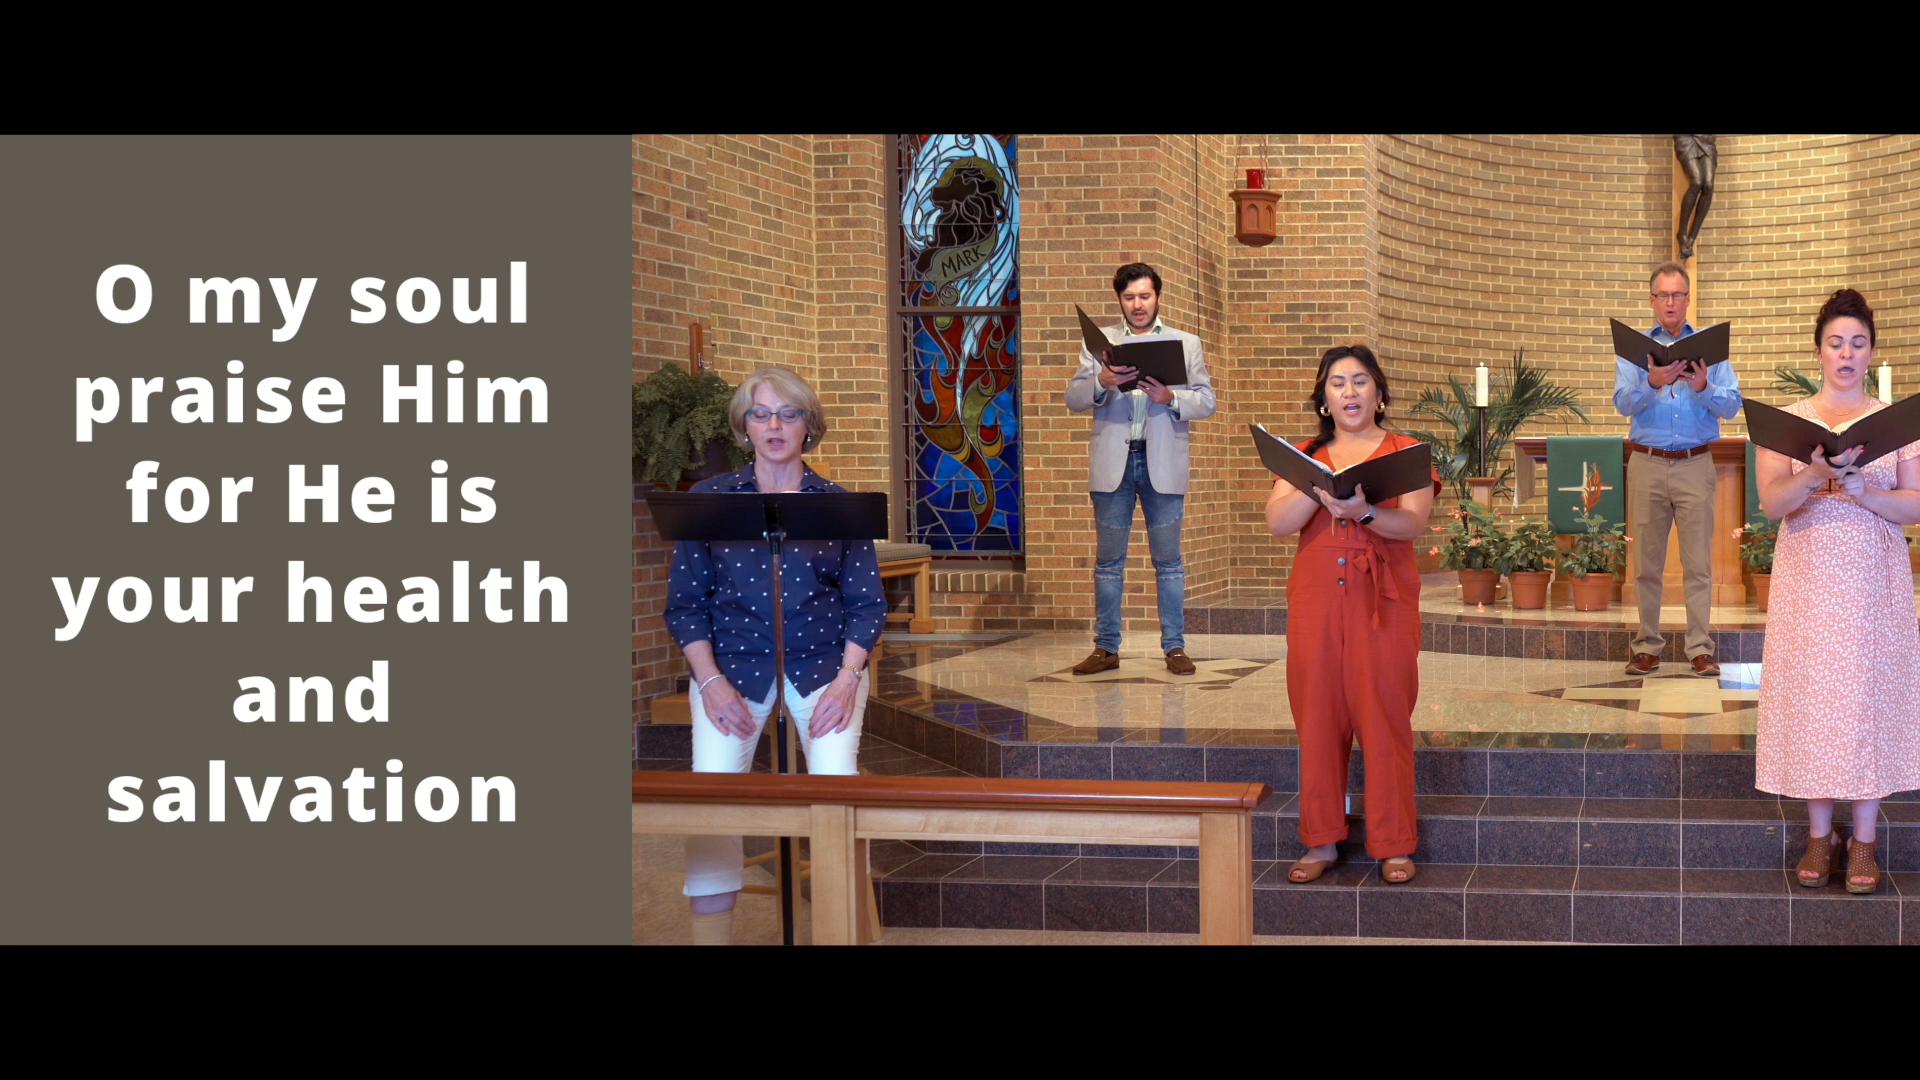 O my soul
praise Him
for He is
your health
and
salvation
MARK